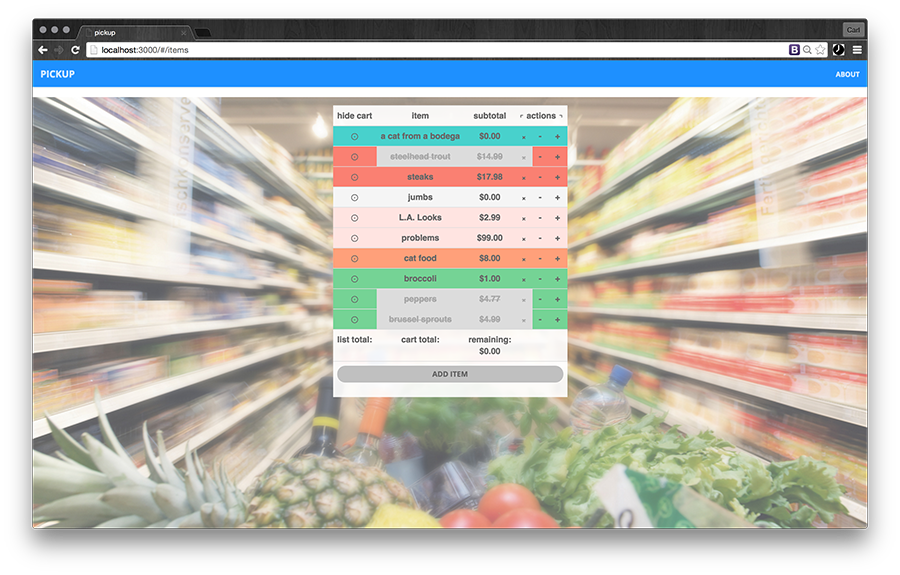 pickup
Cart
localhost:3000/#/items
PICKUP ABOUT
hide cart item subtotal actions
a cat from a bodega $0.00 × - +
steelhead trout $14.99 × - +
steaks $17.98 × - +
jumbs $0.00 × - +
L.A. Looks $2.99 × - +
problems $99.00 × - +
cat food $8.00 × - +
broccoli $1.00 × - +
peppers $4.77 × - +
brussel sprouts $4.99 × - +
list total: cart total: remaining:
$0.00
ADD ITEM